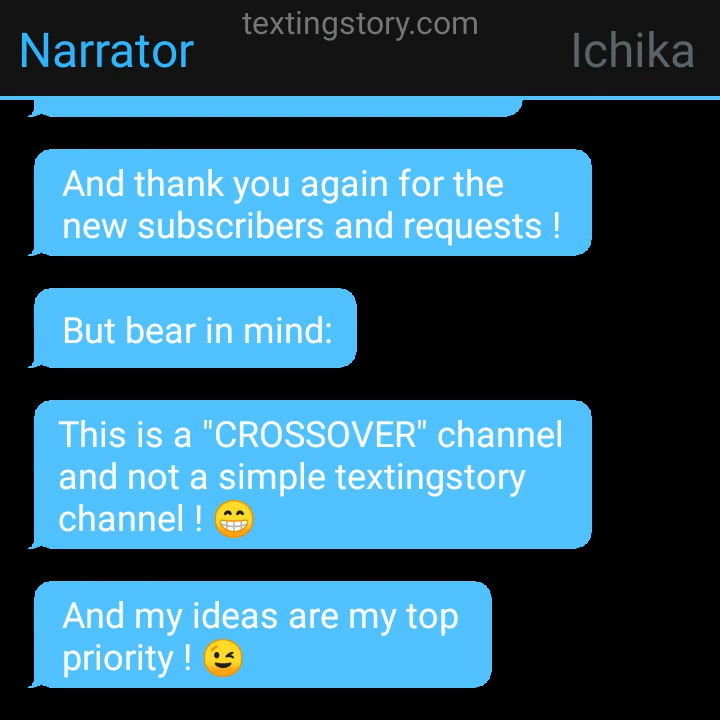 textingstory.com
Narrator
Ichika
And thank you again for the
new subscribers and requests !
But bear in mind:
This is a "CROSSOVER" channel
and not a simple textingstory
channel ! 😁
And my ideas are my top
priority ! 😉